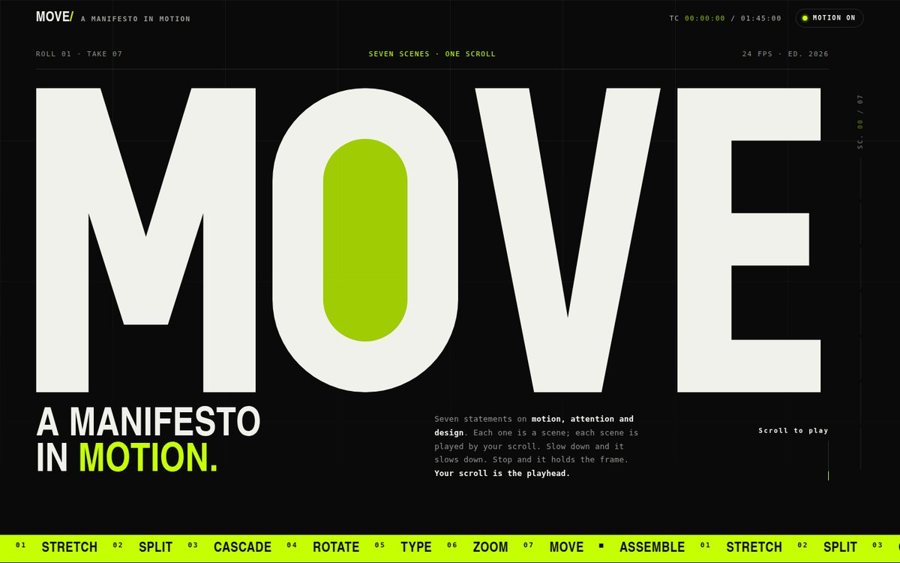 MOVE/ A MANIFESTO IN MOTION
TC 00:00:00 / 01:45:00
MOTION ON
ROLL 01 · TAKE 07
SEVEN SCENES · ONE SCROLL
24 FPS · ED. 2026
SC. 00 / 07
MOVE
A MANIFESTO
IN MOTION.
Seven statements on motion, attention and
design. Each one is a scene; each scene is
played by your scroll. Slow down and it
slows down. Stop and it holds the frame.
Your scroll is the playhead.
Scroll to play
01 STRETCH 02 SPLIT 03 CASCADE 04 ROTATE 05 TYPE 06 ZOOM 07 MOVE ■ ASSEMBLE 01 STRETCH 02 SPLIT 03